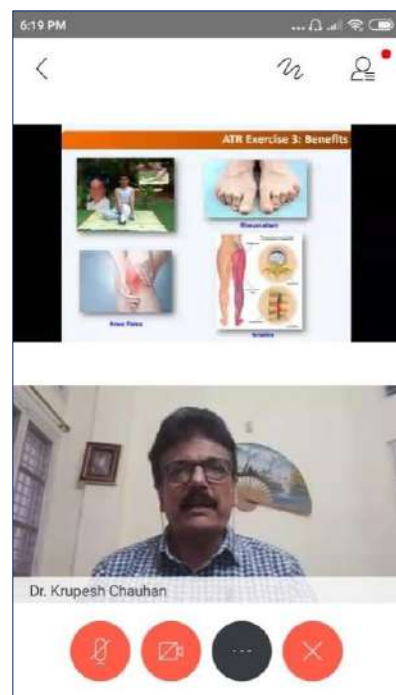 6:19 PM
ATR Exercise 3: Benefits
Rheumatism
Knee Pains
Sciatica
Dr. Krupesh Chauhan